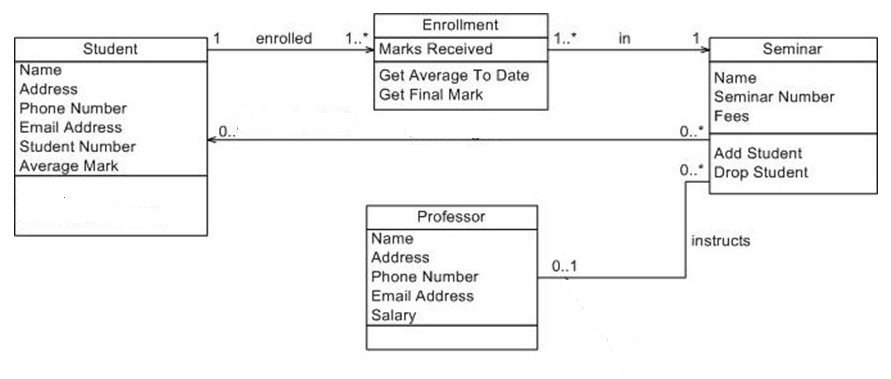 Student
Name
Address
Phone Number
Email Address
Student Number
Average Mark
1 enrolled 1..*
Enrollment
Marks Received
Get Average To Date
Get Final Mark
1..* in 1
Seminar
Name
Seminar Number
Fees
Add Student
Drop Student
0.. 0..*
0..*
instructs
0..1
Professor
Name
Address
Phone Number
Email Address
Salary